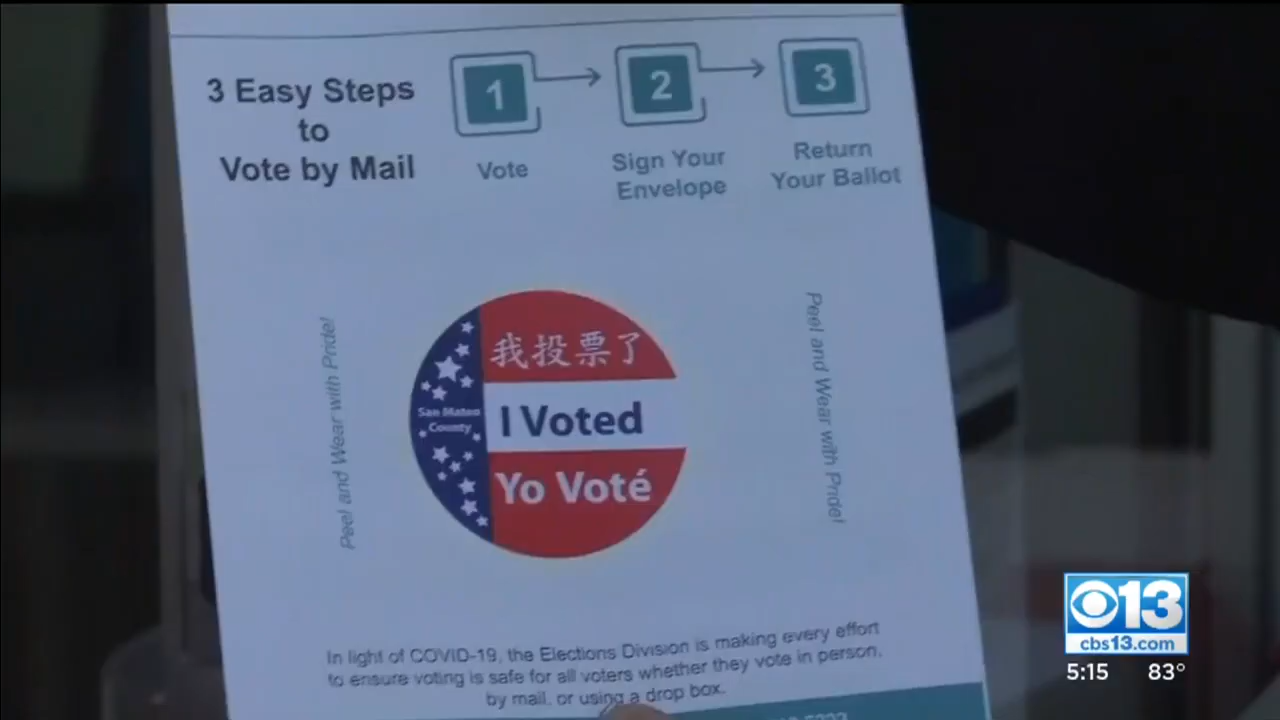 3 Easy Steps
to
Vote by Mail
1
2
3
Vote
Sign Your
Envelope
Return
Your Ballot
Peel and Wear with Pride!
我投票了
San Mateo
County
I Voted
Yo Voté
Peel and Wear with Pride!
In light of COVID-19, the Elections Division is making every effort
to ensure voting is safe for all voters whether they vote in person,
by mail, or using a drop box.
13
cbs13.com
5:15 83°